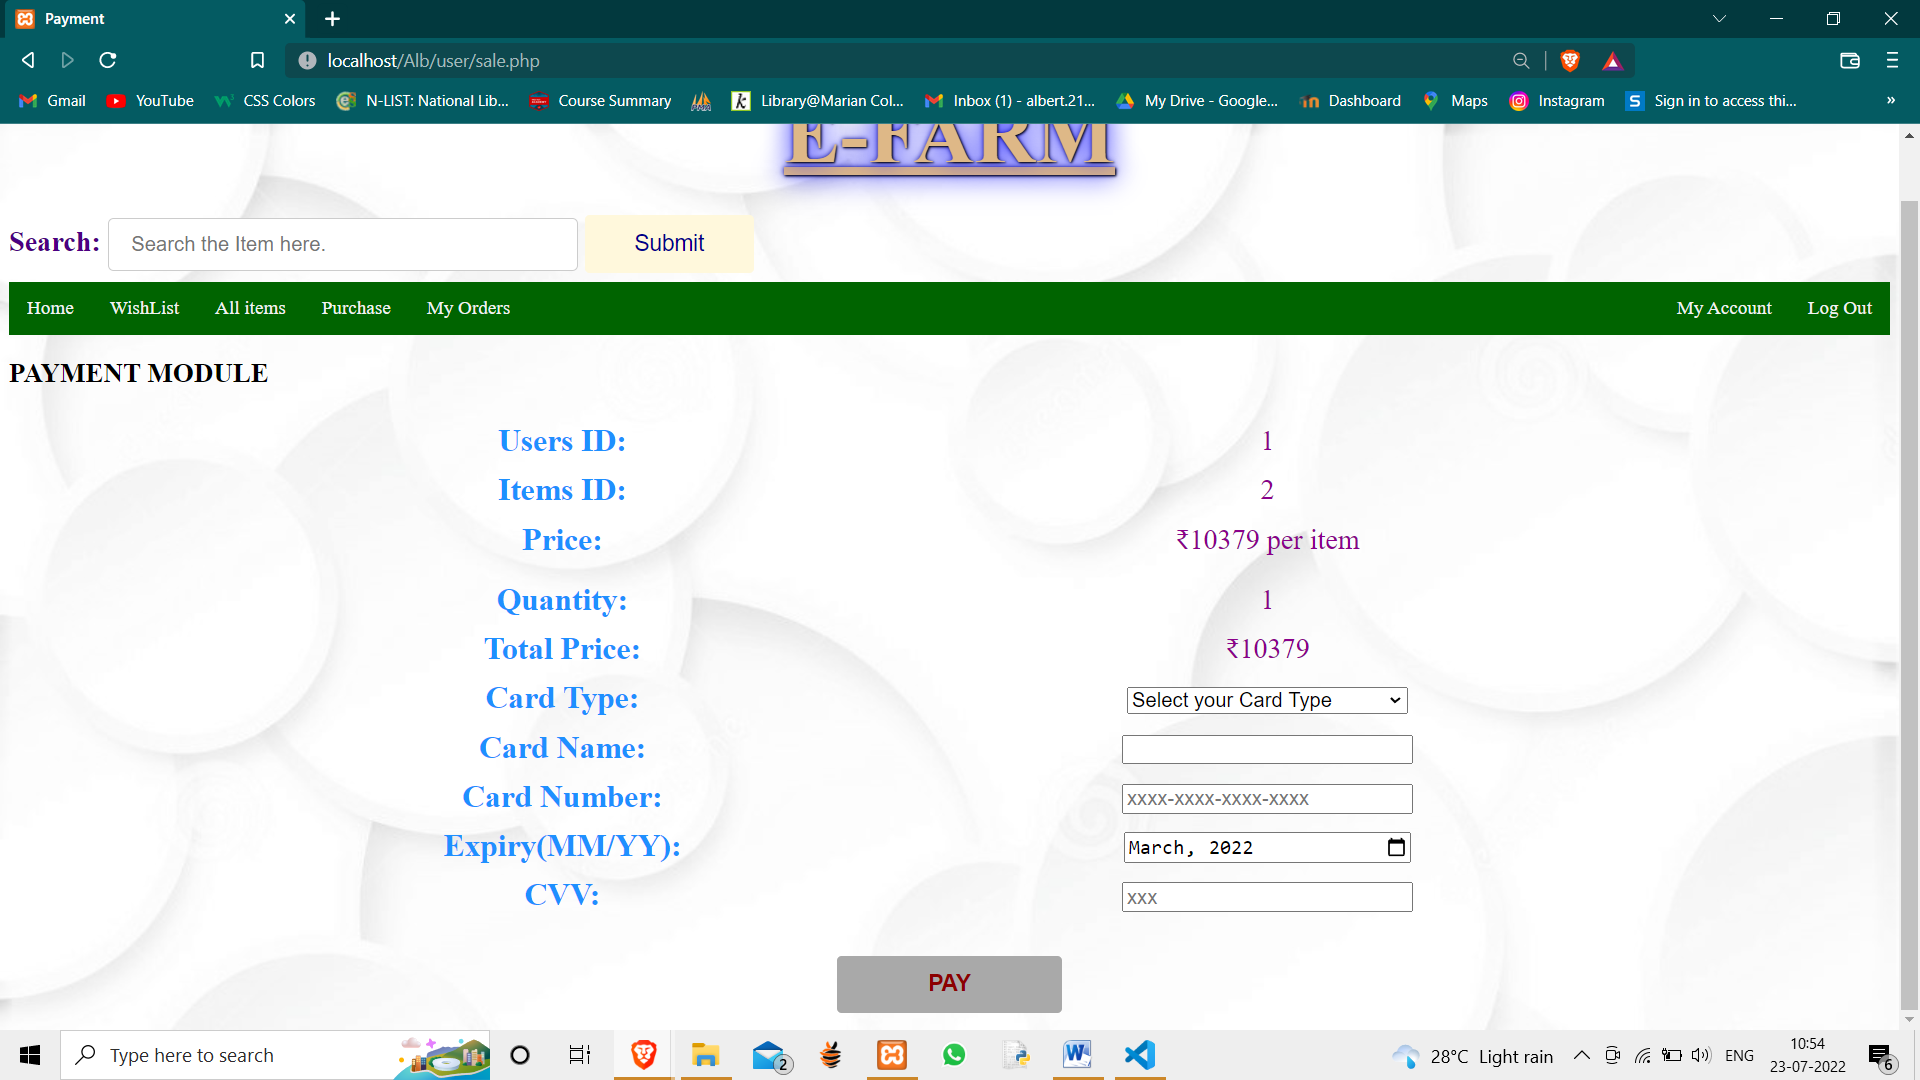 Payment
localhost/Alb/user/sale.php
Gmail YouTube CSS Colors N-LIST: National Lib... Course Summary Library@Marian Col... Inbox (1) - albert.21... My Drive - Google... Dashboard Maps Instagram Sign in to access thi... »
E-FARM
Search: Search the Item here. Submit
Home WishList All items Purchase My Orders My Account Log Out
PAYMENT MODULE
Users ID: 1
Items ID: 2
Price: ₹10379 per item
Quantity: 1
Total Price: ₹10379
Card Type: Select your Card Type
Card Name:
Card Number: xxxx-xxxx-xxxx-xxxx
Expiry(MM/YY): March, 2022
CVV: xxx
PAY
Type here to search 2 28°C Light rain ENG 10:54
23-07-2022 6